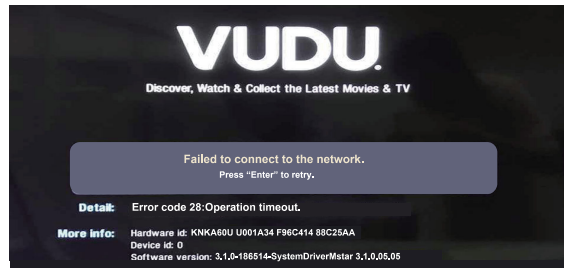 VUDU.
Discover, Watch & Collect the Latest Movies & TV
Failed to connect to the network.
Press "Enter" to retry.
Detail: Error code 28:Operation timeout.
More info: Hardware id: KNKA60U U001A34 F96C414 88C25AA
Device id: 0
Software version: 3.1.0-186514-SystemDriverMstar 3.1.0.05.05